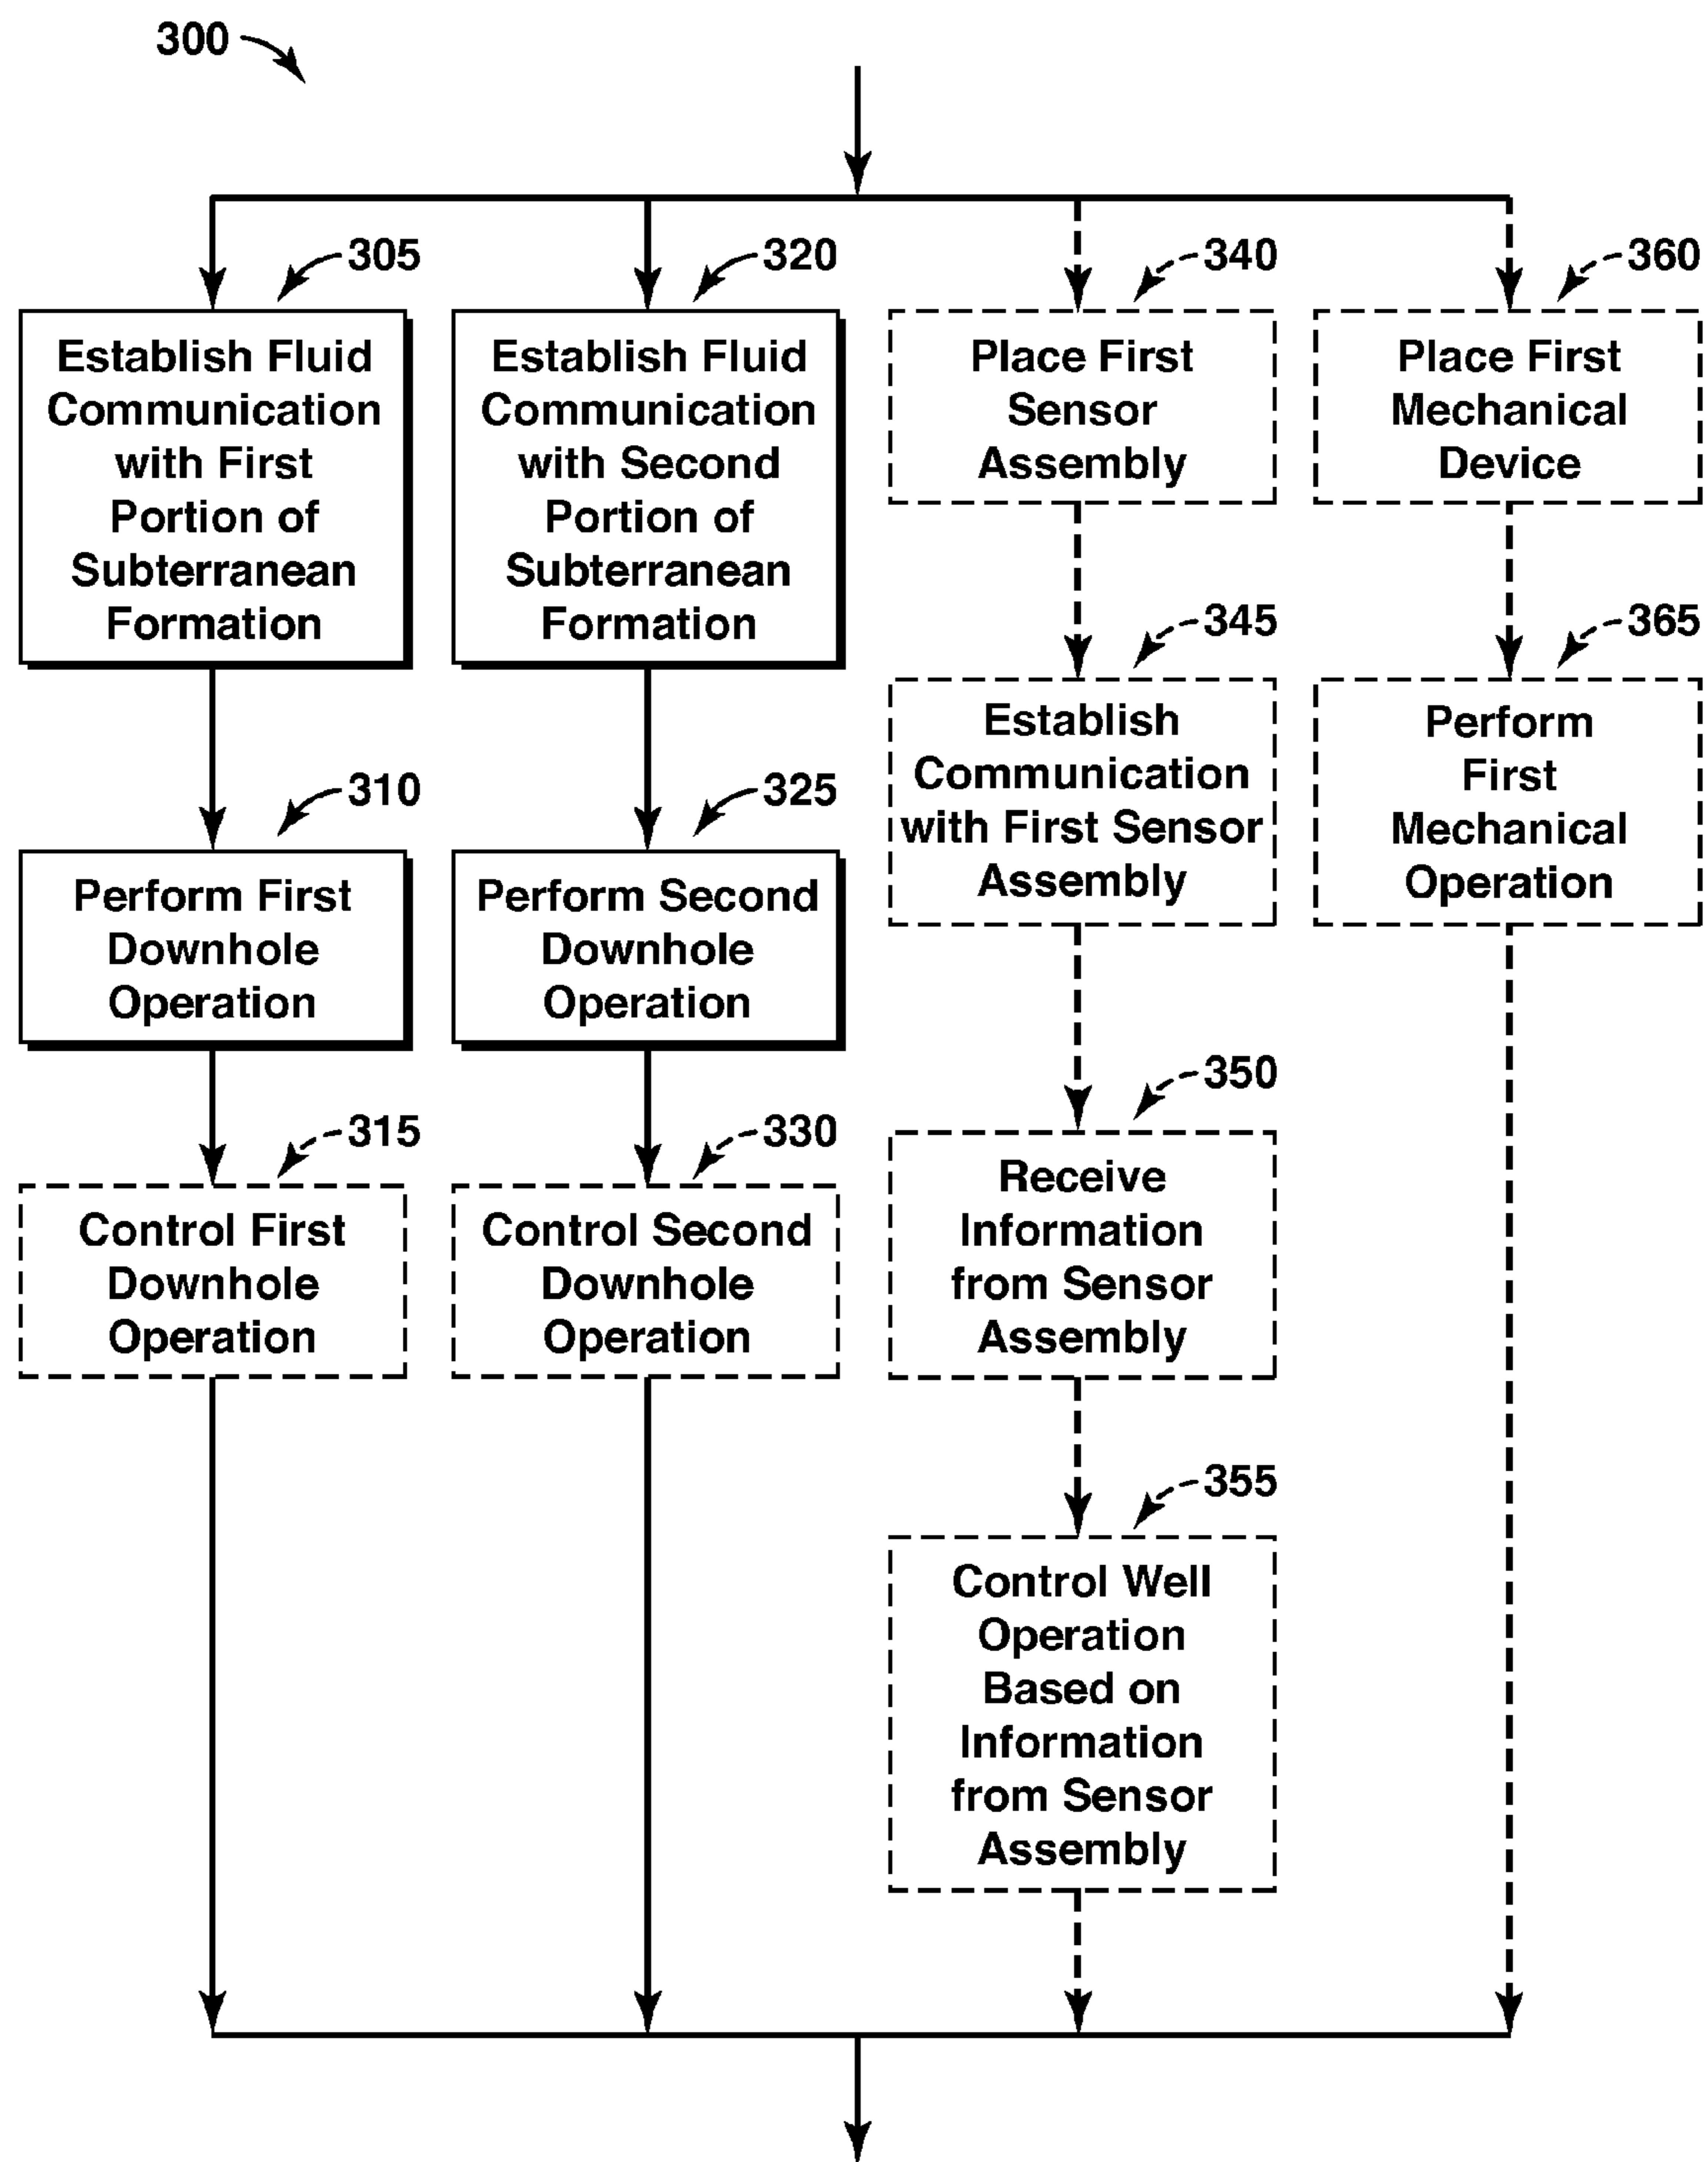 300
305
Establish Fluid
Communication
with First
Portion of
Subterranean
Formation
310
Perform First
Downhole
Operation
315
Control First
Downhole
Operation
320
Establish Fluid
Communication
with Second
Portion of
Subterranean
Formation
325
Perform Second
Downhole
Operation
330
Control Second
Downhole
Operation
340
Place First
Sensor
Assembly
345
Establish
Communication
with First Sensor
Assembly
350
Receive
Information
from Sensor
Assembly
355
Control Well
Operation
Based on
Information
from Sensor
Assembly
360
Place First
Mechanical
Device
365
Perform
First
Mechanical
Operation